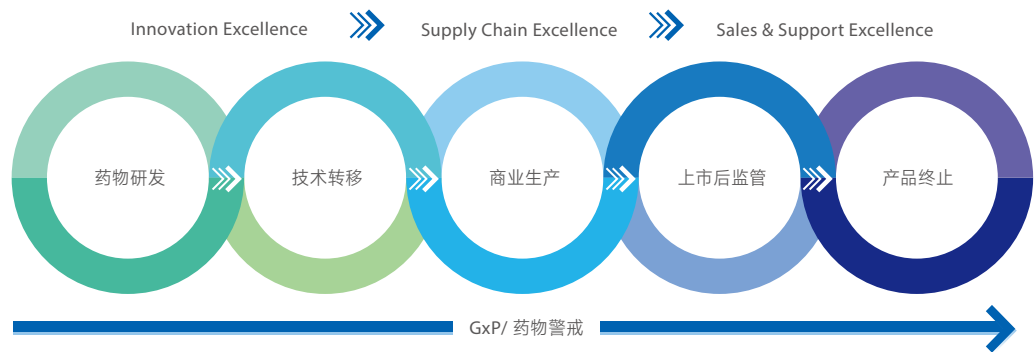 Innovation Excellence
Supply Chain Excellence
Sales & Support Excellence
药物研发
技术转移
商业生产
上市后监管
产品终止
GxP/ 药物警戒